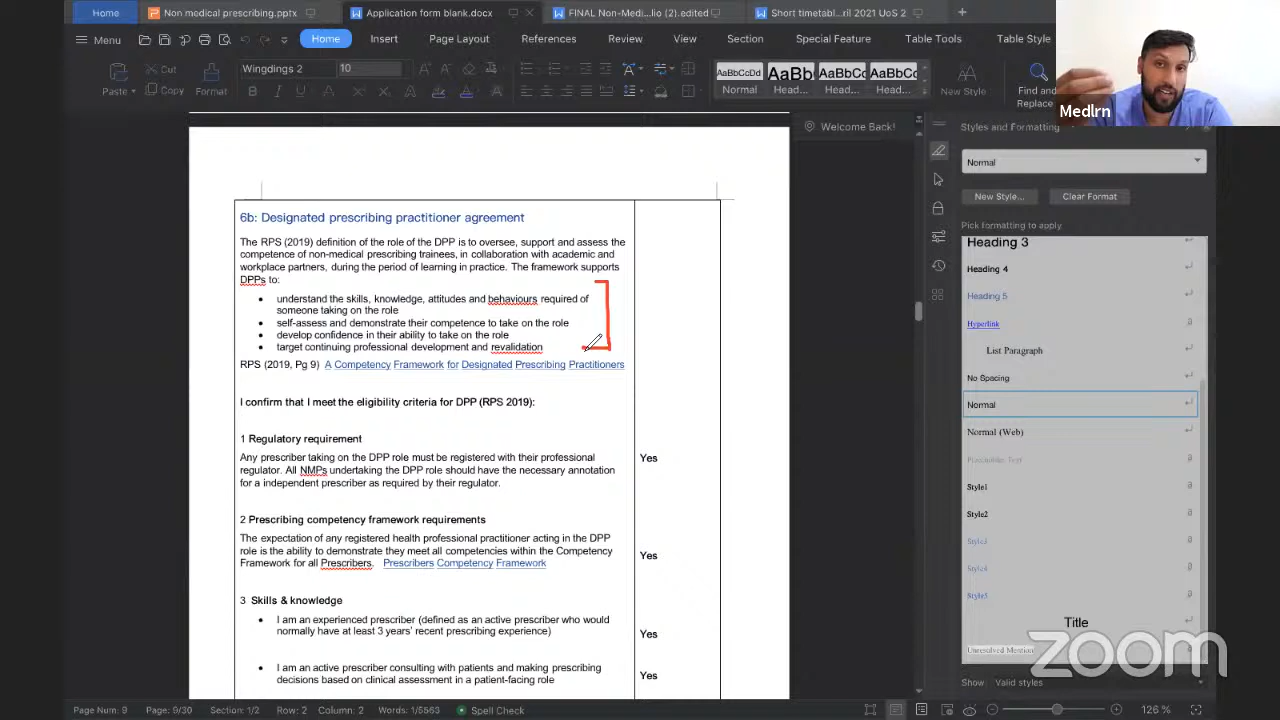 Home
Non medical prescribing.pptx
Application form blank.docx
FINAL Non-Medi...lio (2).edited
Short timetabl...ril 2021 UoS 2
Menu
Home
Insert
Page Layout
References
Review
View
Section
Special Feature
Table Tools
Table Style
Paste
Cut
Copy
Format
Wingdings 2
10
AaBbCcDd
AaBb(
AaBbCc
AaBbCc
Normal
Head...
Head...
Head...
New Style
Find and
Replace
Medlrn
Welcome Back!
Styles and Formatting
Normal
New Style...
Clear Format
Pick formatting to apply
Heading 3
Heading 4
Heading 5
Hyperlink
List Paragraph
No Spacing
Normal
Normal (Web)
Placeholder Text
Style1
Style2
Style3
Style4
Style5
Title
Unresolved Mention
Show
Valid styles
zoom
6b: Designated prescribing practitioner agreement
The RPS (2019) definition of the role of the DPP is to oversee, support and assess the
competence of non-medical prescribing trainees, in collaboration with academic and
workplace partners, during the period of learning in practice. The framework supports
DPPs to:
• understand the skills, knowledge, attitudes and behaviours required of
someone taking on the role
• self-assess and demonstrate their competence to take on the role
• develop confidence in their ability to take on the role
• target continuing professional development and revalidation
RPS (2019, Pg 9) A Competency Framework for Designated Prescribing Practitioners
I confirm that I meet the eligibility criteria for DPP (RPS 2019):
1 Regulatory requirement
Any prescriber taking on the DPP role must be registered with their professional
regulator. All NMPs undertaking the DPP role should have the necessary annotation
for a independent prescriber as required by their regulator.
Yes
2 Prescribing competency framework requirements
The expectation of any registered health professional practitioner acting in the DPP
role is the ability to demonstrate they meet all competencies within the Competency
Framework for all Prescribers. Prescribers Competency Framework
Yes
3 Skills & knowledge
• I am an experienced prescriber (defined as an active prescriber who would
normally have at least 3 years' recent prescribing experience)
Yes
• I am an active prescriber consulting with patients and making prescribing
decisions based on clinical assessment in a patient-facing role
Yes
Page Num: 9
Page: 9/30
Section: 1/2
Row: 2
Column: 2
Words: 1/5563
Spell Check
126 %